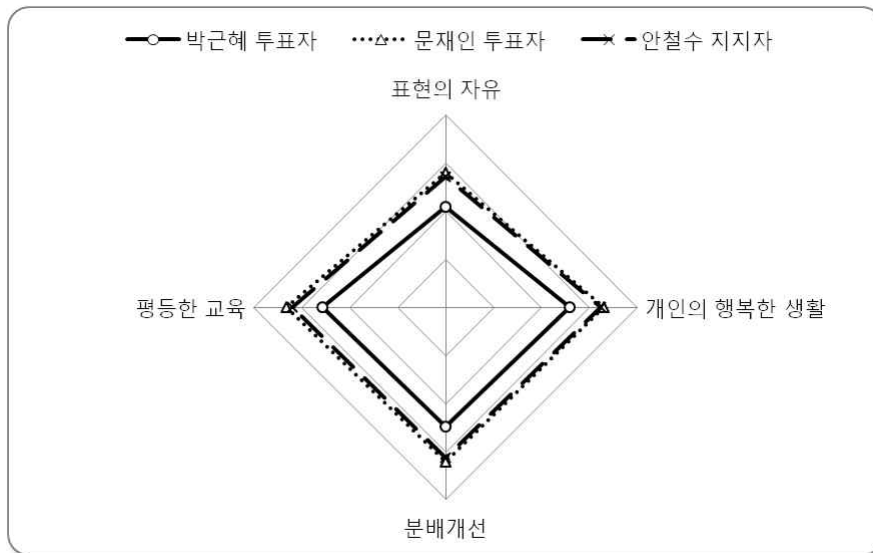 박근혜 투표자 문재인 투표자 안철수 지지자
표현의 자유
평등한 교육 개인의 행복한 생활
분배개선